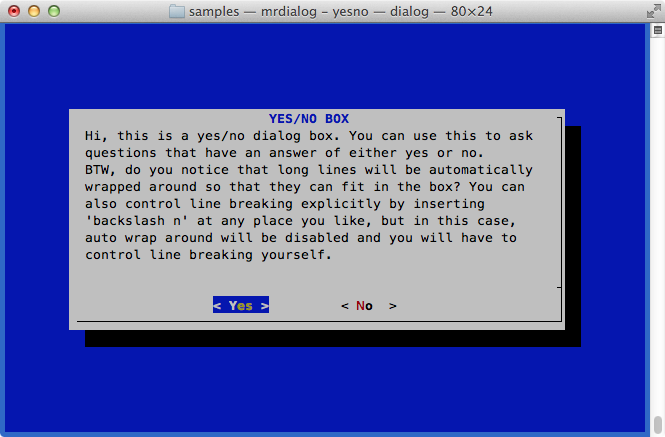 samples — mrdialog – yesno — dialog — 80×24
YES/NO BOX
Hi, this is a yes/no dialog box. You can use this to ask
questions that have an answer of either yes or no.
BTW, do you notice that long lines will be automatically
wrapped around so that they can fit in the box? You can
also control line breaking explicitly by inserting
'backslash n' at any place you like, but in this case,
auto wrap around will be disabled and you will have to
control line breaking yourself.
< Yes > < No >